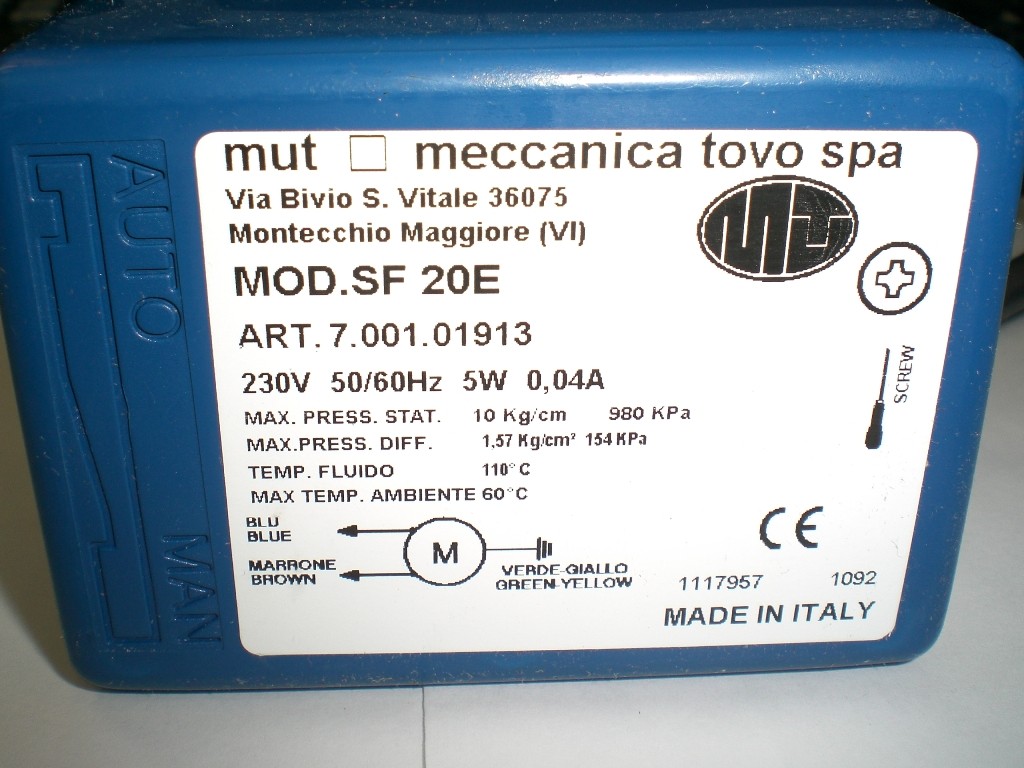 mut □ meccanica tovo spa
Via Bivio S. Vitale 36075
Montecchio Maggiore (VI)
MUT
MOD.SF 20E
ART. 7.001.01913
230V 50/60Hz 5W 0,04A
MAX. PRESS. STAT. 10 Kg/cm 980 KPa
MAX.PRESS. DIFF. 1,57 Kg/cm² 154 KPa
TEMP. FLUIDO 110°C
MAX TEMP. AMBIENTE 60°C
SCREW
BLU
BLUE
MARRONE
BROWN
M
VERDE-GIALLO
GREEN-YELLOW
CE
1117957 1092
MADE IN ITALY
AUTO
MAN